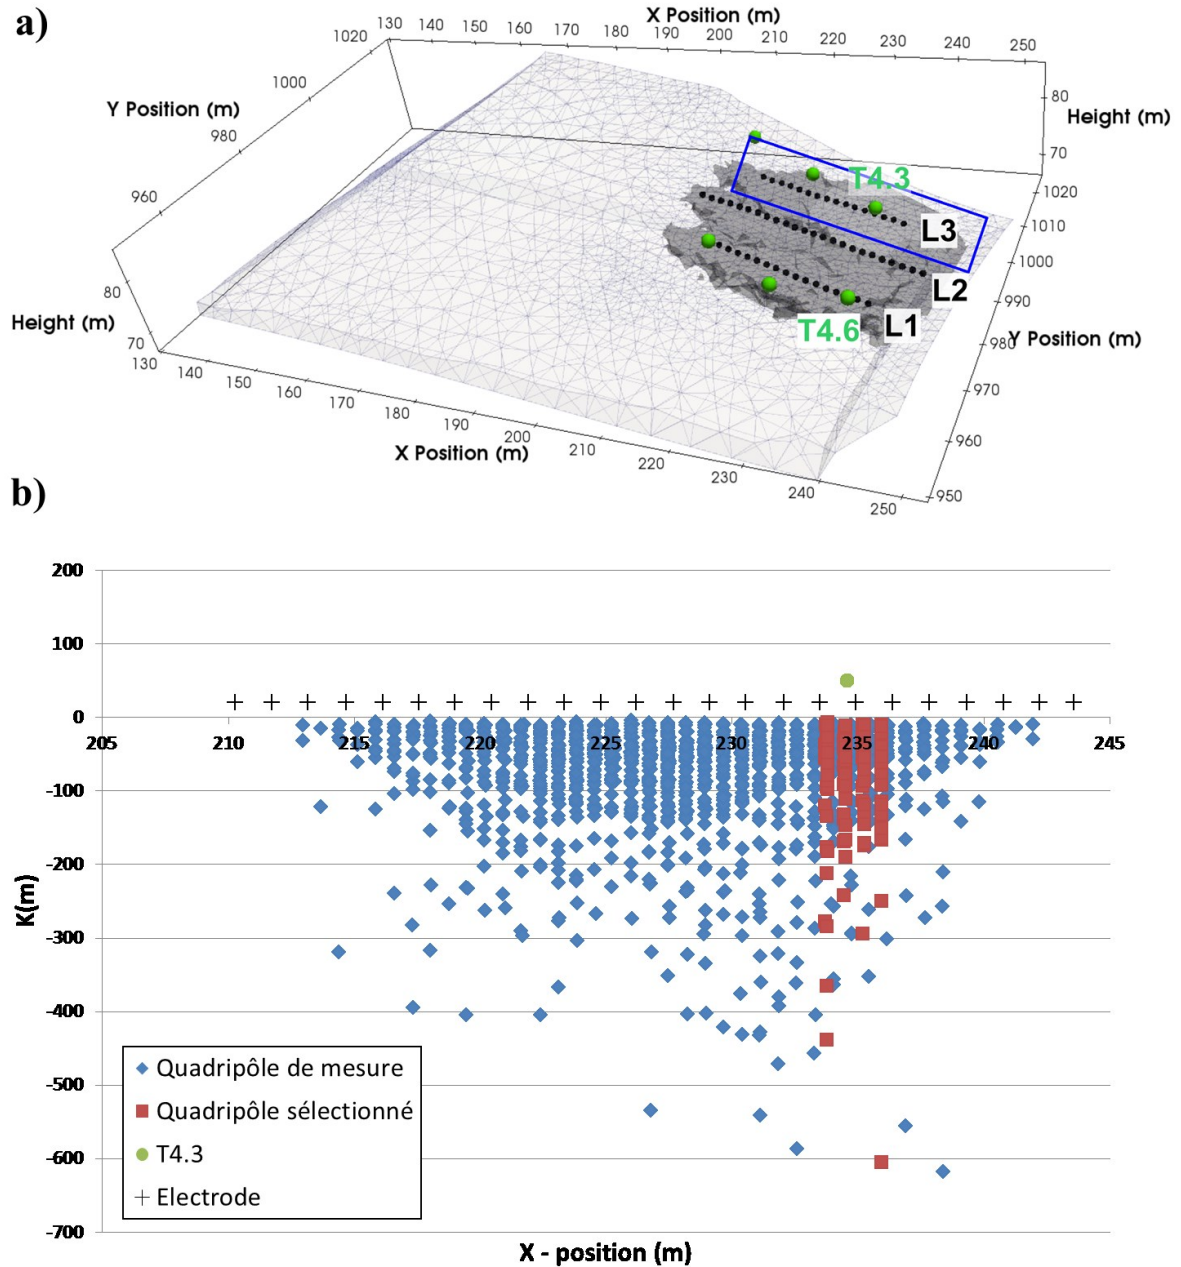 a)
X Position (m)
130 140 150 160 170 180 190 200 210 220 230 240 250
1020
1000
980
960
Y Position (m)
80
70
Height (m)
80
70
Height (m)
1020
1010
1000
990
980
970
960
950
Y Position (m)
T4.3
L3
L2
L1
T4.6
130 140 150 160 170 180 190 200 210 220 230 240 250
X Position (m)
b)
200
100
0
205 210 215 220 225 230 235 240 245
-100
-200
-300
-400
-500
-600
-700
K(m)
Quadripôle de mesure
Quadripôle sélectionné
T4.3
Electrode
X - position (m)